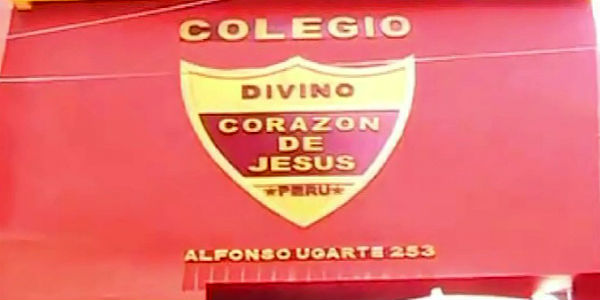 COLEGIO
DIVINO
CORAZON
DE
JESUS
★PERU★
ALFONSO UGARTE 253